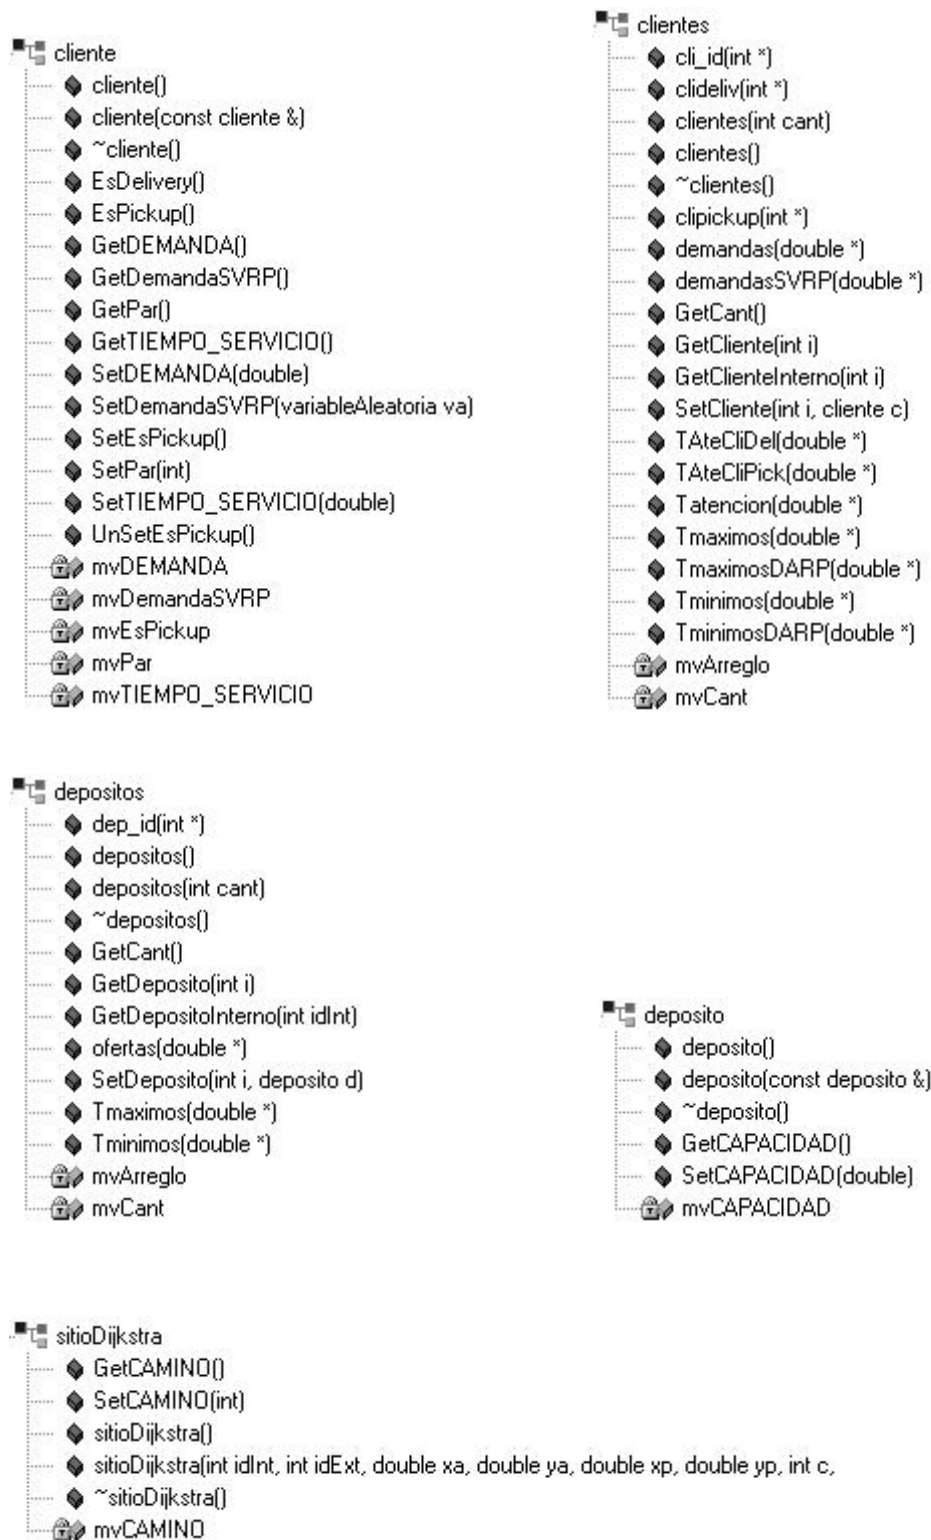 cliente
cliente()
cliente(const cliente &)
~cliente()
EsDelivery()
EsPickup()
GetDEMANDA()
GetDemandaSVRP()
GetPar()
GetTIEMPO_SERVICIO()
SetDEMANDA(double)
SetDemandaSVRP(variableAleatoria va)
SetEsPickup()
SetPar(int)
SetTIEMPO_SERVICIO(double)
UnSetEsPickup()
mvDEMANDA
mvDemandaSVRP
mvEsPickup
mvPar
mvTIEMPO_SERVICIO
clientes
cli_id(int *)
clideliv(int *)
clientes(int cant)
clientes()
~clientes()
clipickup(int *)
demandas(double *)
demandasSVRP(double *)
GetCant()
GetCliente(int i)
GetClienteInterno(int i)
SetCliente(int i, cliente c)
TAteCliDel(double *)
TAteCliPick(double *)
Tatencion(double *)
Tmaximos(double *)
TmaximosDARP(double *)
Tminimos(double *)
TminimosDARP(double *)
mvArreglo
mvCant
depositos
dep_id(int *)
depositos()
depositos(int cant)
~depositos()
GetCant()
GetDeposito(int i)
GetDepositoInterno(int idInt)
ofertas(double *)
SetDeposito(int i, deposito d)
Tmaximos(double *)
Tminimos(double *)
mvArreglo
mvCant
deposito
deposito()
deposito(const deposito &)
~deposito()
GetCAPACIDAD()
SetCAPACIDAD(double)
mvCAPACIDAD
sitioDijkstra
GetCAMINO()
SetCAMINO(int)
sitioDijkstra()
sitioDijkstra(int idInt, int idExt, double xa, double ya, double xp, double yp, int c,
~sitioDijkstra()
mvCAMINO